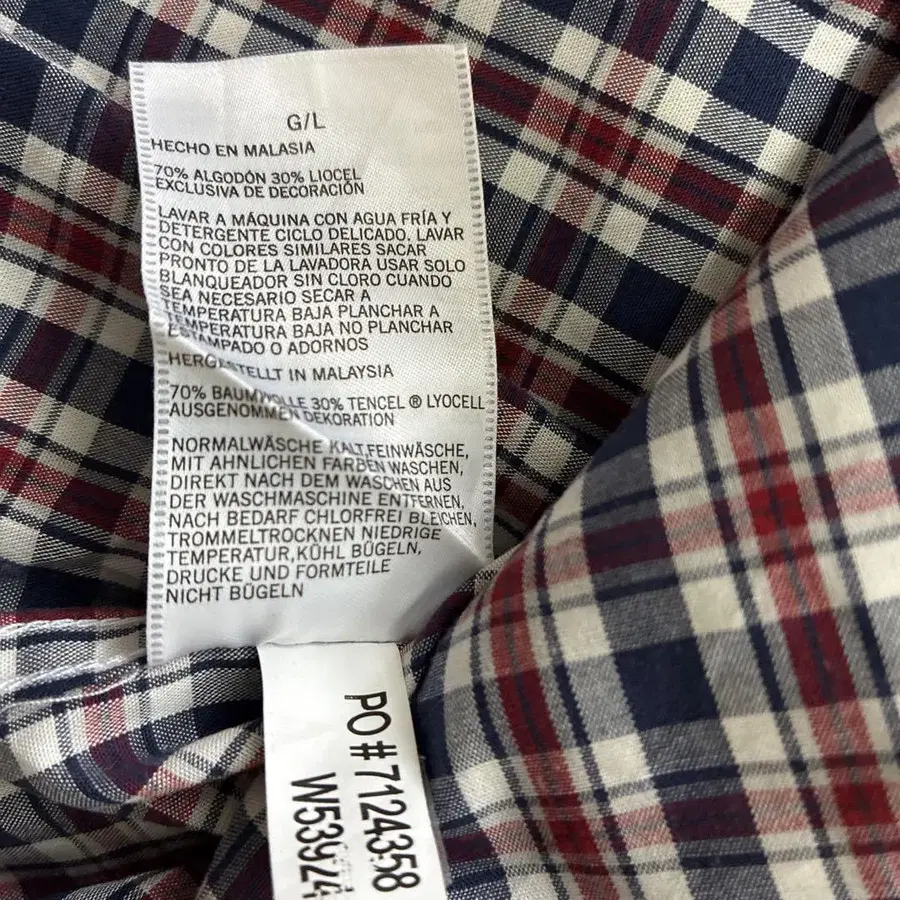 G/L
HECHO EN MALASIA
70% ALGODÓN 30% LIOCEL
EXCLUSIVA DE DECORACIÓN
LAVAR A MÁQUINA CON AGUA FRÍA Y
DETERGENTE CICLO DELICADO, LAVAR
CON COLORES SIMILARES SACAR
PRONTO DE LA LAVADORA USAR SOLO
BLANQUEADOR SIN CLORO CUANDO
SEA NECESARIO SECAR A
TEMPERATURA BAJA PLANCHAR A
TEMPERATURA BAJA NO PLANCHAR
ESTAMPADO O ADORNOS
HERGESTELLT IN MALAYSIA
70% BAUMWOLLE 30% TENCEL ® LYOCELL
AUSGENOMMEN DEKORATION
NORMALWÄSCHE KALT,FEINWÄSCHE,
MIT ÄHNLICHEN FARBEN WASCHEN,
DIREKT NACH DEM WASCHEN AUS
DER WASCHMASCHINE ENTFERNEN,
NACH BEDARF CHLORFREI BLEICHEN,
TROMMELTROCKNEN NIEDRIGE
TEMPERATUR,KÜHL BÜGELN,
DRUCKE UND FORMTEILE
NICHT BÜGELN
PO#7124358
W53924